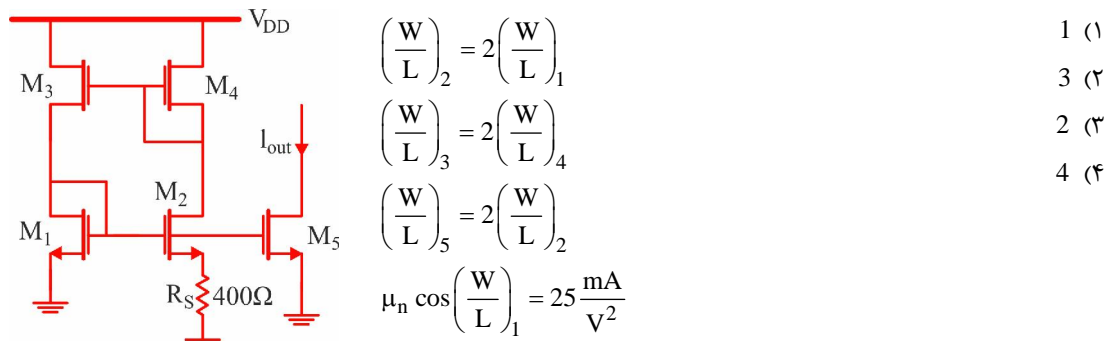 V_DD
M_3
M_4
I_out
M_2
M_1
M_5
R_S 400Ω
(W/L)_2 = 2(W/L)_1
(W/L)_3 = 2(W/L)_4
(W/L)_5 = 2(W/L)_2
μ_n cos(W/L)_1 = 25 mA/V^2
1 (۱
3 (۲
2 (۳
4 (۴